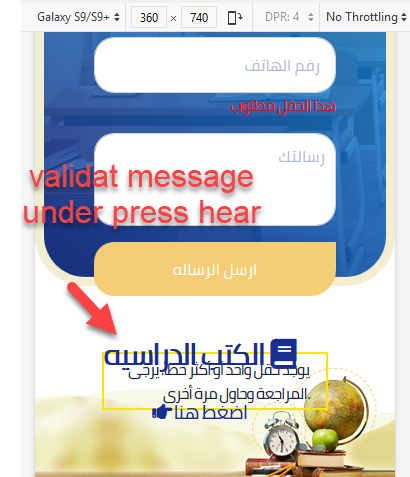 Galaxy S9/S9+ 360 × 740 DPR: 4 No Throttling
رقم الهاتف
هذا الحقل مطلوب
رسالتك
validat message
under press hear
ارسل الرساله
الكتب الدراسيه
يوجد حقل واحد أو أكثر خطأ. يرجى
المراجعة وحاول مرة أخرى.
اضغط هنا